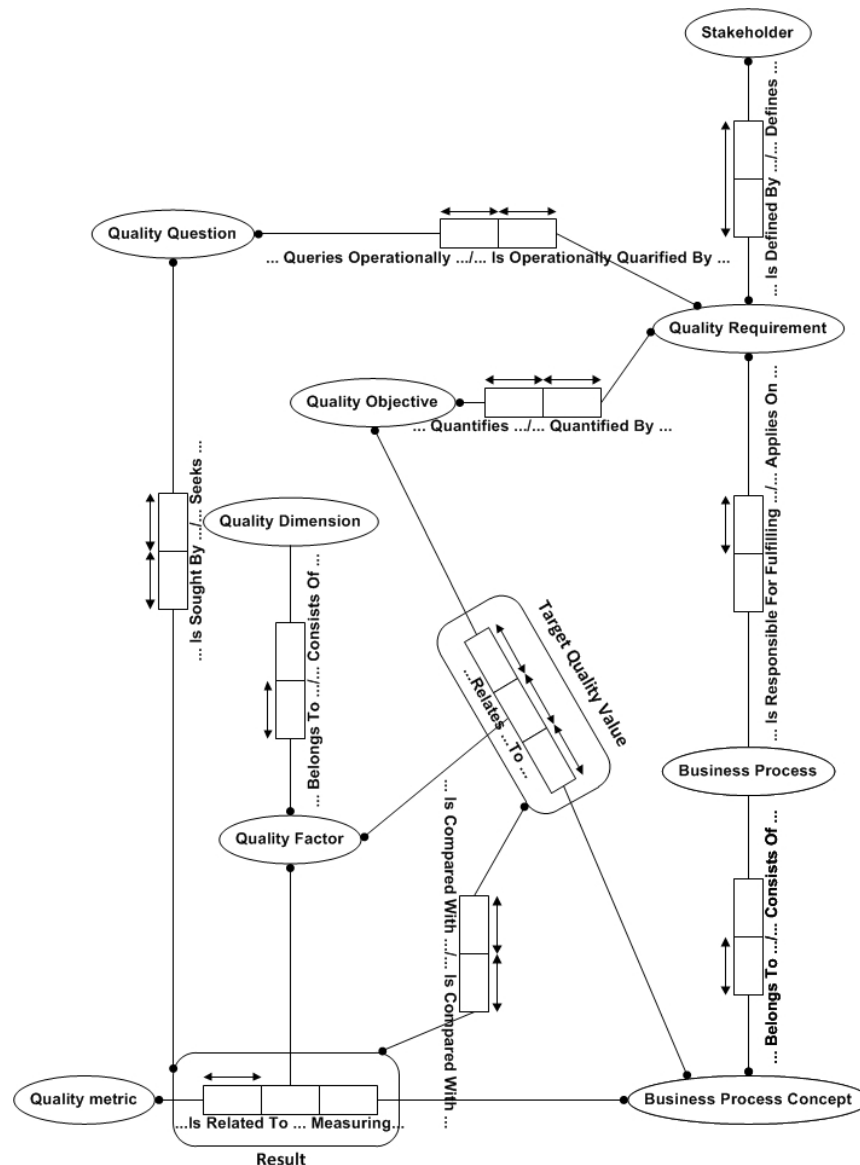 Stakeholder
... Is Defined By .../... Defines ...
Quality Question
... Queries Operationally .../... Is Operationally Quarified By ...
Quality Requirement
Quality Objective
... Quantifies .../... Quantified By ...
... Is Responsible For Fulfilling .../... Applies On ...
... Is Sought By .../... Seeks ...
Quality Dimension
... Belongs To .../... Consists Of ...
Target Quality Value
...Relates ....To ...
Business Process
Quality Factor
... Is Compared With .../... Is Compared With ...
... Belongs To .../... Consists Of ...
Quality metric
...Is Related To ... Measuring...
Business Process Concept
Result